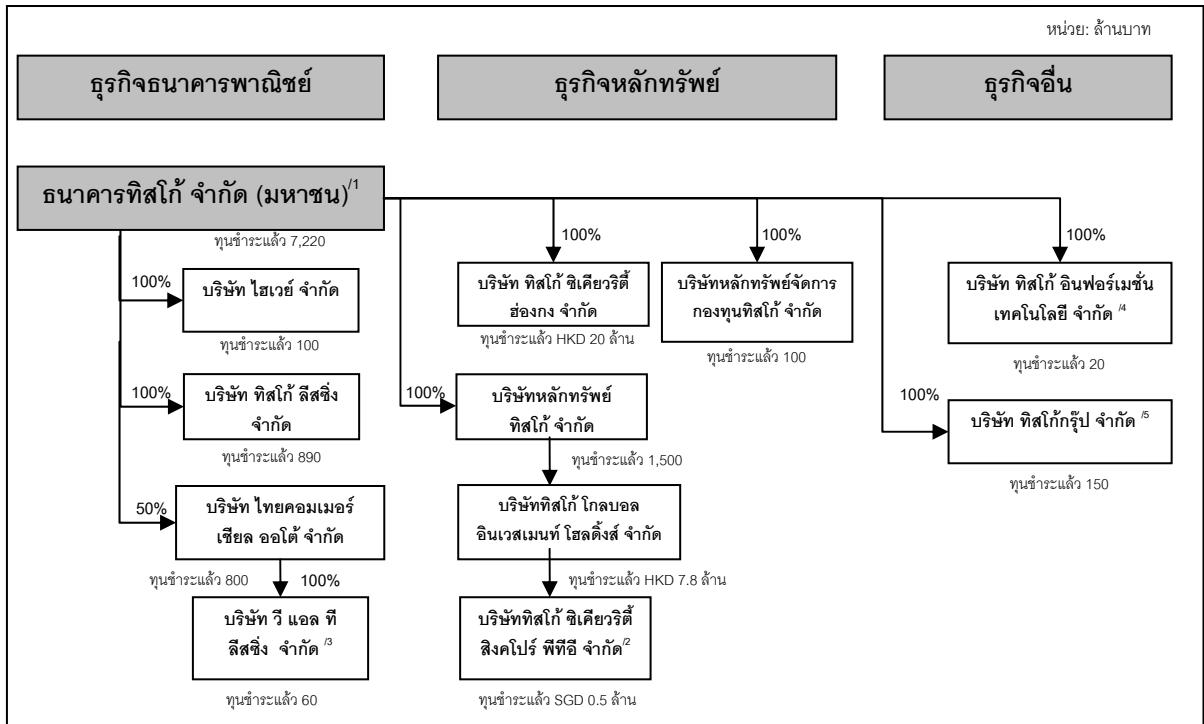 หน่วย: ล้านบาท
ธุรกิจธนาคารพาณิชย์
ธุรกิจหลักทรัพย์
ธุรกิจอื่น
ธนาคารทิสโก้ จำกัด (มหาชน)/1
ทุนชำระแล้ว 7,220
100%
บริษัท ไฮเวย์ จำกัด
ทุนชำระแล้ว 100
100%
บริษัท ทิสโก้ ลีสซิ่ง
จำกัด
ทุนชำระแล้ว 890
50%
บริษัท ไทยคอมเมอร์
เชียล ออโต้ จำกัด
ทุนชำระแล้ว 800
100%
บริษัท วี แอล ที
ลีสซิ่ง จำกัด /3
ทุนชำระแล้ว 60
100%
บริษัท ทิสโก้ ซิเคียวริตี้
ฮ่องกง จำกัด
ทุนชำระแล้ว HKD 20 ล้าน
100%
บริษัทหลักทรัพย์จัดการ
กองทุนทิสโก้ จำกัด
ทุนชำระแล้ว 100
100%
บริษัทหลักทรัพย์
ทิสโก้ จำกัด
ทุนชำระแล้ว 1,500
บริษัททิสโก้ โกลบอล
อินเวสเมนท์ โฮลดิ้งส์ จำกัด
ทุนชำระแล้ว HKD 7.8 ล้าน
บริษัททิสโก้ ซิเคียวริตี้
สิงคโปร์ พีทีอี จำกัด/2
ทุนชำระแล้ว SGD 0.5 ล้าน
100%
บริษัท ทิสโก้ อินฟอร์เมชั่น
เทคโนโลยี จำกัด /4
ทุนชำระแล้ว 20
100%
บริษัท ทิสโก้กรุ๊ป จำกัด /5
ทุนชำระแล้ว 150